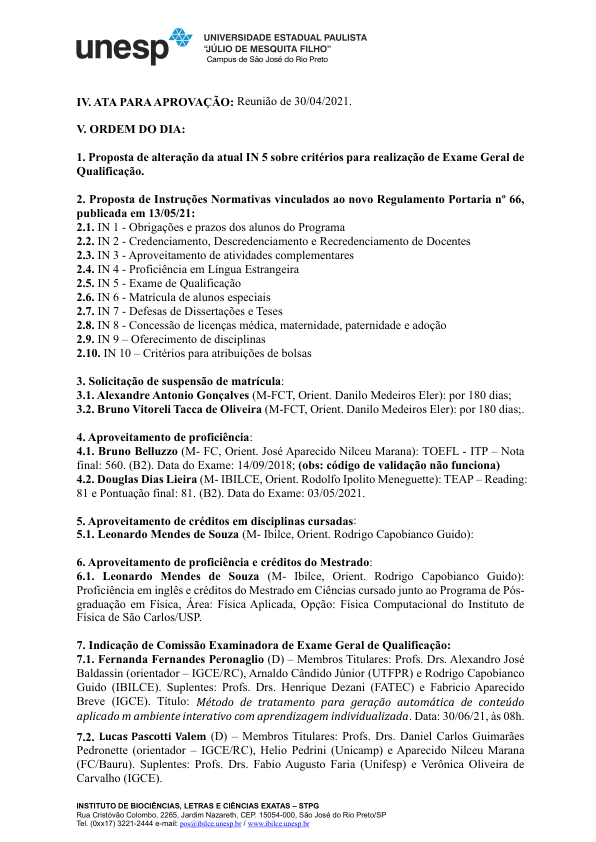 unesp
UNIVERSIDADE ESTADUAL PAULISTA
“JÚLIO DE MESQUITA FILHO”
Campus de São José do Rio Preto
IV. ATA PARA APROVAÇÃO: Reunião de 30/04/2021.
V. ORDEM DO DIA:
1. Proposta de alteração da atual IN 5 sobre critérios para realização de Exame Geral de
Qualificação.
2. Proposta de Instruções Normativas vinculados ao novo Regulamento Portaria nº 66,
publicada em 13/05/21:
2.1. IN 1 - Obrigações e prazos dos alunos do Programa
2.2. IN 2 - Credenciamento, Descredenciamento e Recredenciamento de Docentes
2.3. IN 3 - Aproveitamento de atividades complementares
2.4. IN 4 - Proficiência em Língua Estrangeira
2.5. IN 5 - Exame de Qualificação
2.6. IN 6 - Matrícula de alunos especiais
2.7. IN 7 - Defesas de Dissertações e Teses
2.8. IN 8 - Concessão de licenças médica, maternidade, paternidade e adoção
2.9. IN 9 – Oferecimento de disciplinas
2.10. IN 10 – Critérios para atribuições de bolsas
3. Solicitação de suspensão de matrícula:
3.1. Alexandre Antonio Gonçalves (M-FCT, Orient. Danilo Medeiros Eler): por 180 dias;
3.2. Bruno Vitoreli Tacca de Oliveira (M-FCT, Orient. Danilo Medeiros Eler): por 180 dias;.
4. Aproveitamento de proficiência:
4.1. Bruno Belluzzo (M- FC, Orient. José Aparecido Nilceu Marana): TOEFL - ITP – Nota
final: 560. (B2). Data do Exame: 14/09/2018; (obs: código de validação não funciona)
4.2. Douglas Dias Lieira (M- IBILCE, Orient. Rodolfo Ipolito Meneguette): TEAP – Reading:
81 e Pontuação final: 81. (B2). Data do Exame: 03/05/2021.
5. Aproveitamento de créditos em disciplinas cursadas:
5.1. Leonardo Mendes de Souza (M- Ibilce, Orient. Rodrigo Capobianco Guido):
6. Aproveitamento de proficiência e créditos do Mestrado:
6.1. Leonardo Mendes de Souza (M- Ibilce, Orient. Rodrigo Capobianco Guido):
Proficiência em inglês e créditos do Mestrado em Ciências cursado junto ao Programa de Pós-
graduação em Física, Área: Física Aplicada, Opção: Física Computacional do Instituto de
Física de São Carlos/USP.
7. Indicação de Comissão Examinadora de Exame Geral de Qualificação:
7.1. Fernanda Fernandes Peronaglio (D) – Membros Titulares: Profs. Drs. Alexandro José
Baldassin (orientador – IGCE/RC), Arnaldo Cândido Júnior (UTFPR) e Rodrigo Capobianco
Guido (IBILCE). Suplentes: Profs. Drs. Henrique Dezani (FATEC) e Fabricio Aparecido
Breve (IGCE). Título: Método de tratamento para geração automática de conteúdo
aplicado m ambiente interativo com aprendizagem individualizada. Data: 30/06/21, às 08h.
7.2. Lucas Pascotti Valem (D) – Membros Titulares: Profs. Drs. Daniel Carlos Guimarães
Pedronette (orientador – IGCE/RC), Helio Pedrini (Unicamp) e Aparecido Nilceu Marana
(FC/Bauru). Suplentes: Profs. Drs. Fabio Augusto Faria (Unifesp) e Verônica Oliveira de
Carvalho (IGCE).
INSTITUTO DE BIOCIÊNCIAS, LETRAS E CIÊNCIAS EXATAS – STPG
Rua Cristóvão Colombo, 2265, Jardim Nazareth, CEP. 15054-000, São José do Rio Preto/SP
Tel. (0xx17) 3221-2444 e-mail: pos@ibilce.unesp.br / www.ibilce.unesp.br